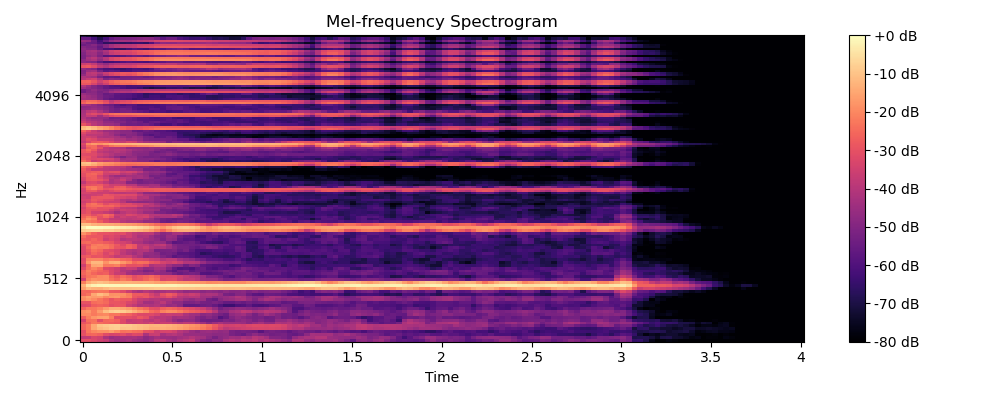 Mel-frequency Spectrogram
Hz
4096
2048
1024
512
0
0
0.5
1
1.5
2
2.5
3
3.5
4
Time
+0 dB
-10 dB
-20 dB
-30 dB
-40 dB
-50 dB
-60 dB
-70 dB
-80 dB